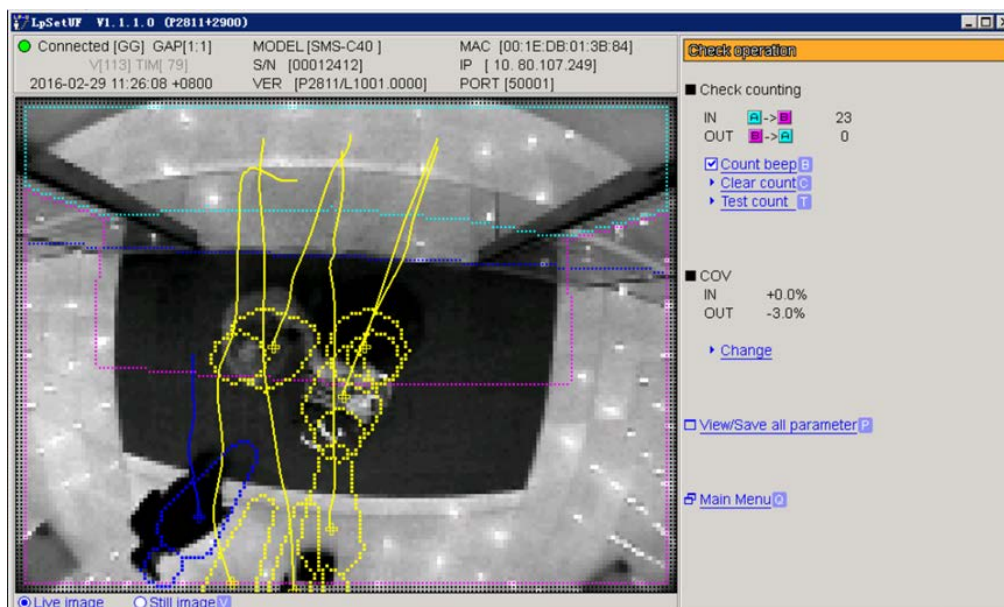 LpSetUF V1.1.1.0 (P2811+2900)
Connected [GG] GAP[1:1] MODEL [SMS-C40 ] MAC [00:1E:DB:01:3B:84]
V[113] TIM[ 79] S/N [00012412] IP [ 10. 80.107.249]
2016-02-29 11:26:08 +0800 VER [P2811/L1001.0000] PORT [50001]
Check operation
Check counting
IN A->B 23
OUT B->A 0
Count beep B
Clear count C
Test count T
COV
IN +0.0%
OUT -3.0%
Change
View/Save all parameter P
Main Menu Q
Live image Still image V